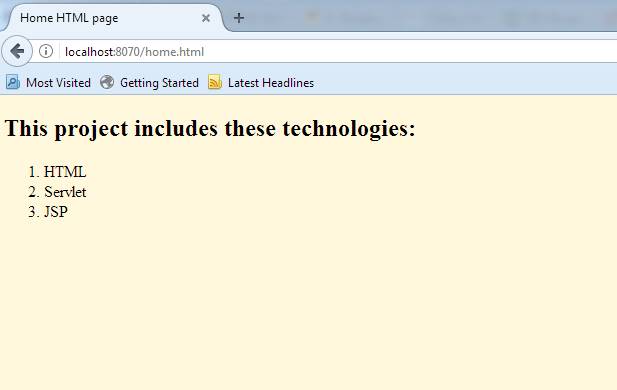 Home HTML page
localhost:8070/home.html
Most Visited Getting Started Latest Headlines
This project includes these technologies:
1. HTML
2. Servlet
3. JSP